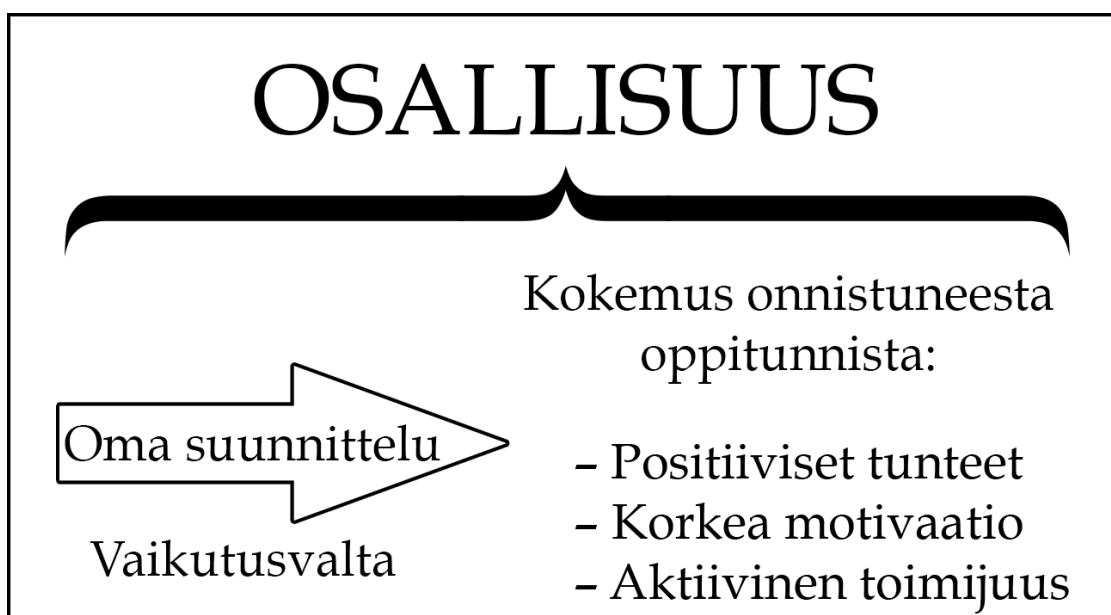 OSALLISUUS
Oma suunnittelu
Vaikutusvalta
Kokemus onnistuneesta
oppitunnista:
– Positiiviset tunteet
– Korkea motivaatio
– Aktiivinen toimijuus